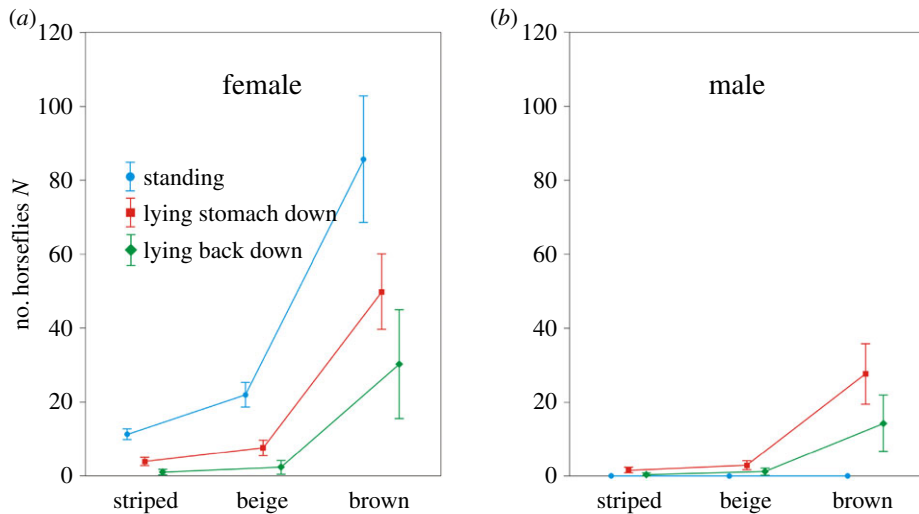 (a)
120
100
80
60
40
20
0
no. horseflies N
female
standing
lying stomach down
lying back down
striped beige brown
(b)
120
100
80
60
40
20
0
male
striped beige brown